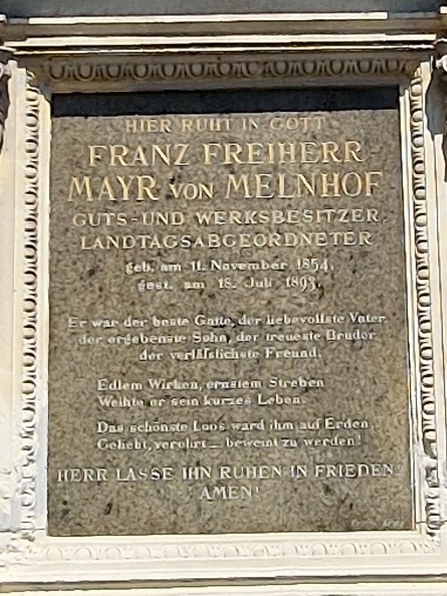 HIER RUHT IN GOTT
FRANZ FREIHERR
MAYR VON MELNHOF
GUTS-UND WERKSBESITZER
LANDTAGSABGEORDNETER
geb. am 11. November 1854,
gest. am 18. Juli 1893.
Er war der beste Gatte, der liebevollste Vater
der ergebenste Sohn, der treueste Bruder
der verläßlichste Freund.
Edlem Wirken, ernstem Streben
Weihte er sein kurzes Leben.
Das schönste Loos ward ihm auf Erden
Geliebt, verehrt — beweint zu werden!
HERR LASSE IHN RUHEN IN FRIEDEN
AMEN!